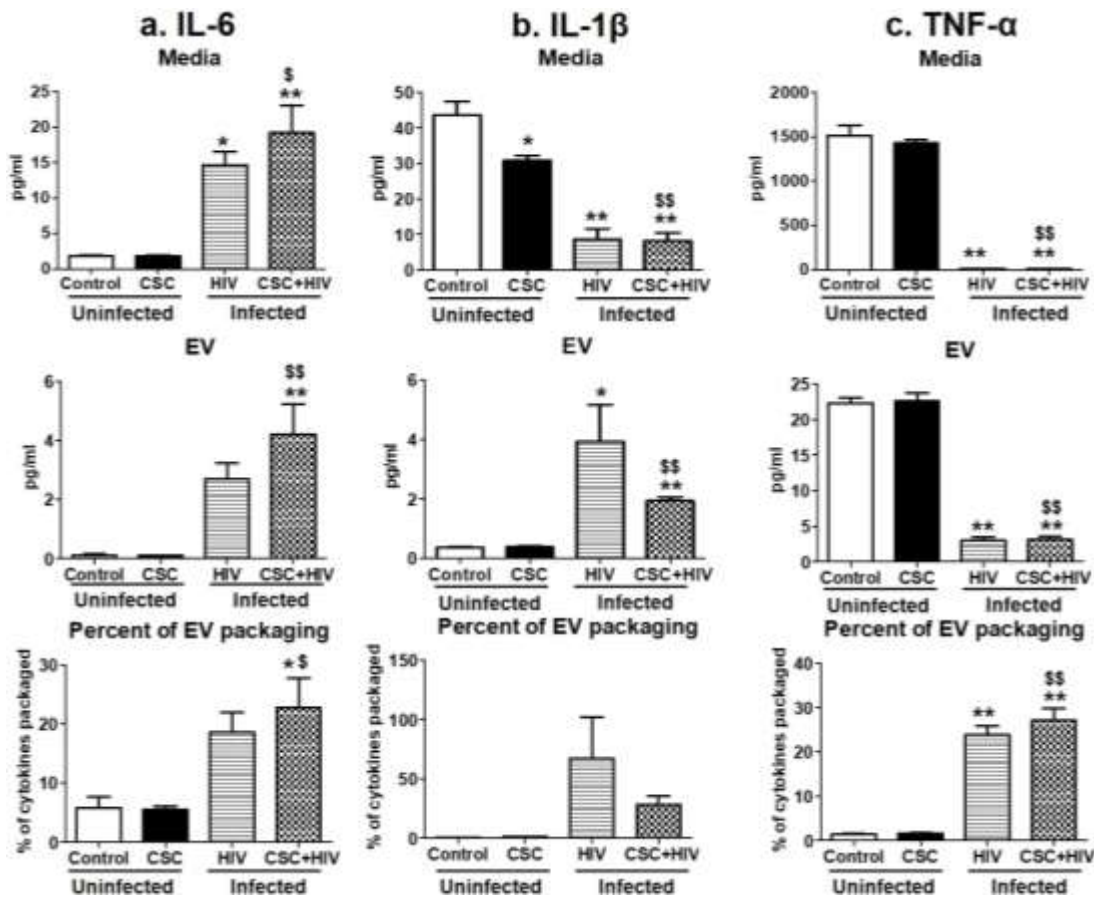 a. IL-6
Media
pg/ml
25
20
15
10
5
0
*
$
**
Control CSC HIV CSC+HIV
Uninfected Infected
b. IL-1β
Media
pg/ml
50
40
30
20
10
0
*
**
$$
**
Control CSC HIV CSC+HIV
Uninfected Infected
c. TNF-α
Media
pg/ml
2000
1500
1000
500
0
**
$$
**
Control CSC HIV CSC+HIV
Uninfected Infected
EV
pg/ml
6
4
2
0
$$
**
Control CSC HIV CSC+HIV
Uninfected Infected
EV
pg/ml
6
4
2
0
*
$$
**
Control CSC HIV CSC+HIV
Uninfected Infected
EV
pg/ml
25
20
15
10
5
0
**
$$
**
Control CSC HIV CSC+HIV
Uninfected Infected
Percent of EV packaging
% of cytokines packaged
30
20
10
0
* $
Control CSC HIV CSC+HIV
Uninfected Infected
Percent of EV packaging
% of cytokines packaged
150
100
50
0
Control CSC HIV CSC+HIV
Uninfected Infected
Percent of EV packaging
% of cytokines packaged
40
30
20
10
0
**
$$
**
Control CSC HIV CSC+HIV
Uninfected Infected